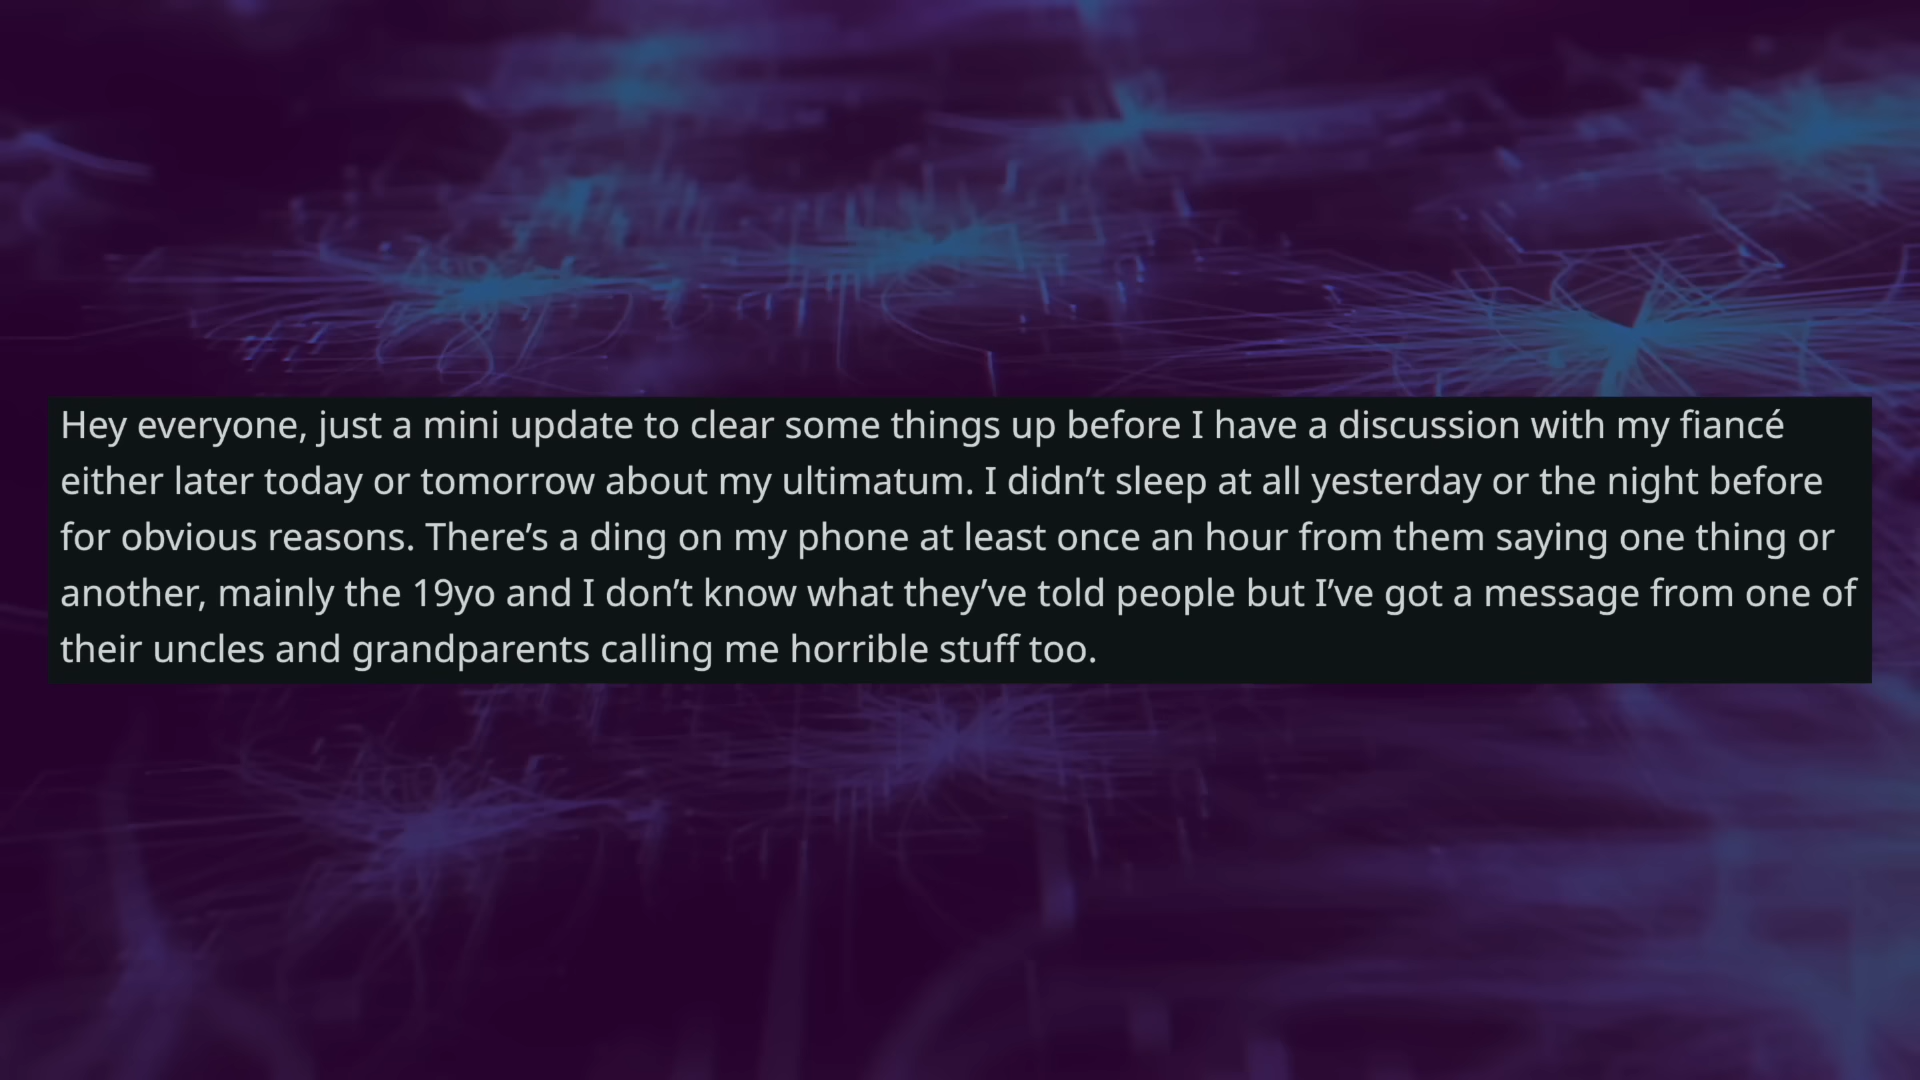 Hey everyone, just a mini update to clear some things up before I have a discussion with my fiancé
either later today or tomorrow about my ultimatum. I didn’t sleep at all yesterday or the night before
for obvious reasons. There’s a ding on my phone at least once an hour from them saying one thing or
another, mainly the 19yo and I don’t know what they’ve told people but I’ve got a message from one of
their uncles and grandparents calling me horrible stuff too.